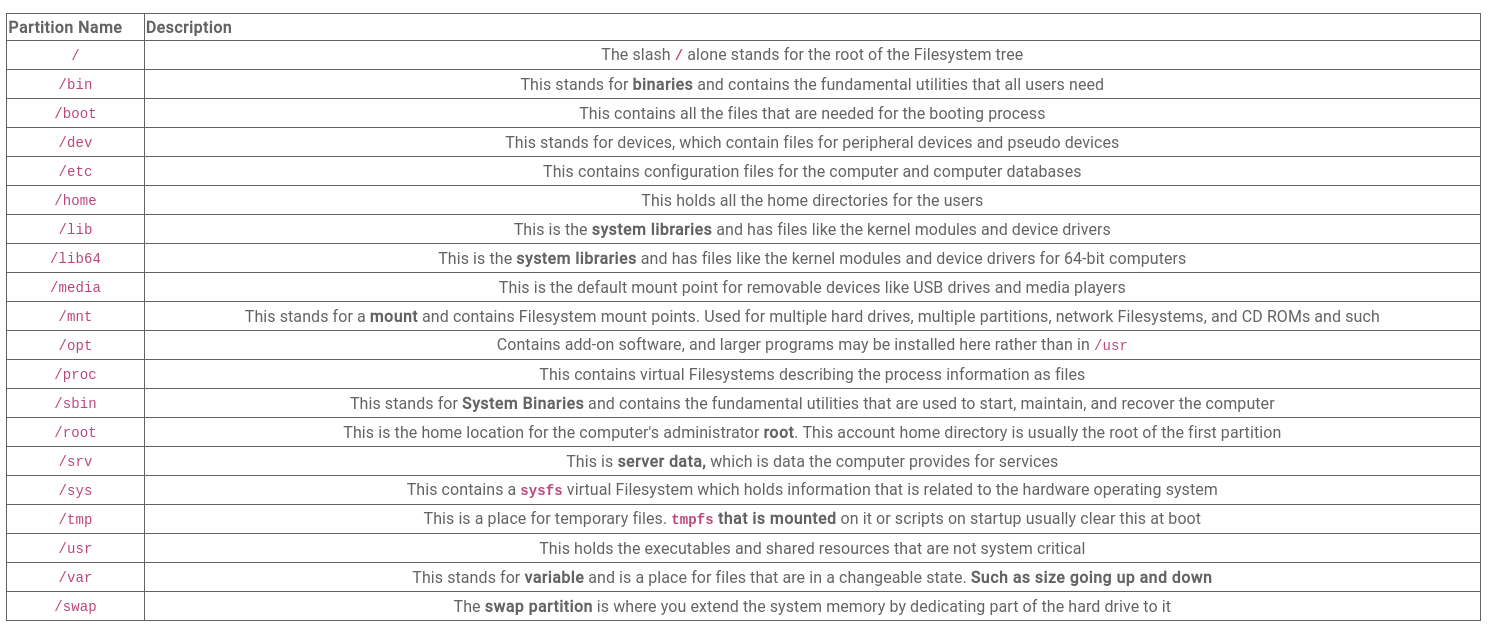 Partition Name Description
/ The slash / alone stands for the root of the Filesystem tree
/bin This stands for binaries and contains the fundamental utilities that all users need
/boot This contains all the files that are needed for the booting process
/dev This stands for devices, which contain files for peripheral devices and pseudo devices
/etc This contains configuration files for the computer and computer databases
/home This holds all the home directories for the users
/lib This is the system libraries and has files like the kernel modules and device drivers
/lib64 This is the system libraries and has files like the kernel modules and device drivers for 64-bit computers
/media This is the default mount point for removable devices like USB drives and media players
/mnt This stands for a mount and contains Filesystem mount points. Used for multiple hard drives, multiple partitions, network Filesystems, and CD ROMs and such
/opt Contains add-on software, and larger programs may be installed here rather than in /usr
/proc This contains virtual Filesystems describing the process information as files
/sbin This stands for System Binaries and contains the fundamental utilities that are used to start, maintain, and recover the computer
/root This is the home location for the computer's administrator root. This account home directory is usually the root of the first partition
/srv This is server data, which is data the computer provides for services
/sys This contains a sysfs virtual Filesystem which holds information that is related to the hardware operating system
/tmp This is a place for temporary files. tmpfs that is mounted on it or scripts on startup usually clear this at boot
/usr This holds the executables and shared resources that are not system critical
/var This stands for variable and is a place for files that are in a changeable state. Such as size going up and down
/swap The swap partition is where you extend the system memory by dedicating part of the hard drive to it